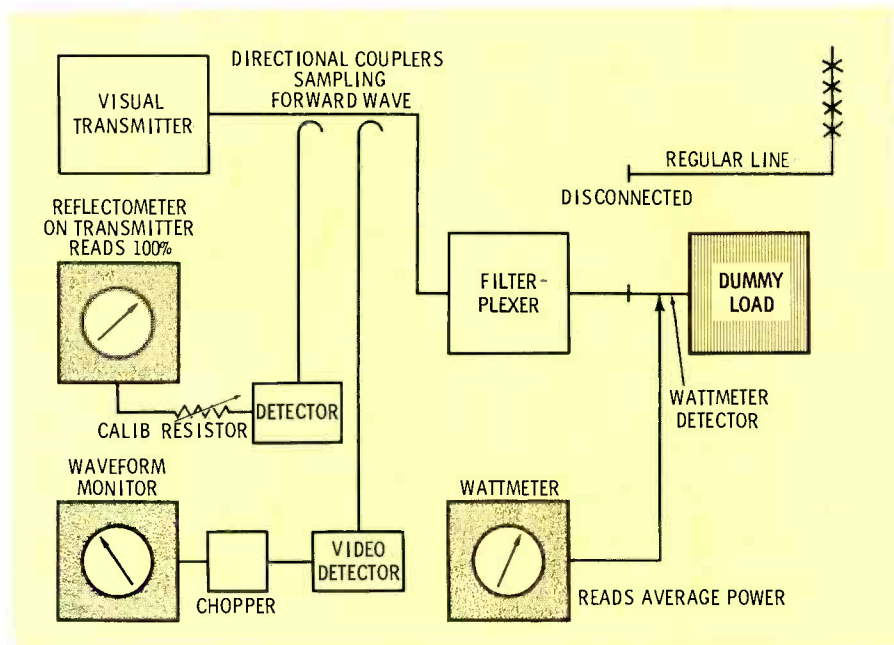 DIRECTIONAL COUPLERS
SAMPLING
FORWARD WAVE
VISUAL
TRANSMITTER
REGULAR LINE
DISCONNECTED
REFLECTOMETER
ON TRANSMITTER
READS 100%
FILTER-
PLEXER
DUMMY
LOAD
WATTMETER
DETECTOR
DETECTOR
CALIB RESISTOR
WAVEFORM
MONITOR
WATTMETER
VIDEO
DETECTOR
CHOPPER
READS AVERAGE POWER